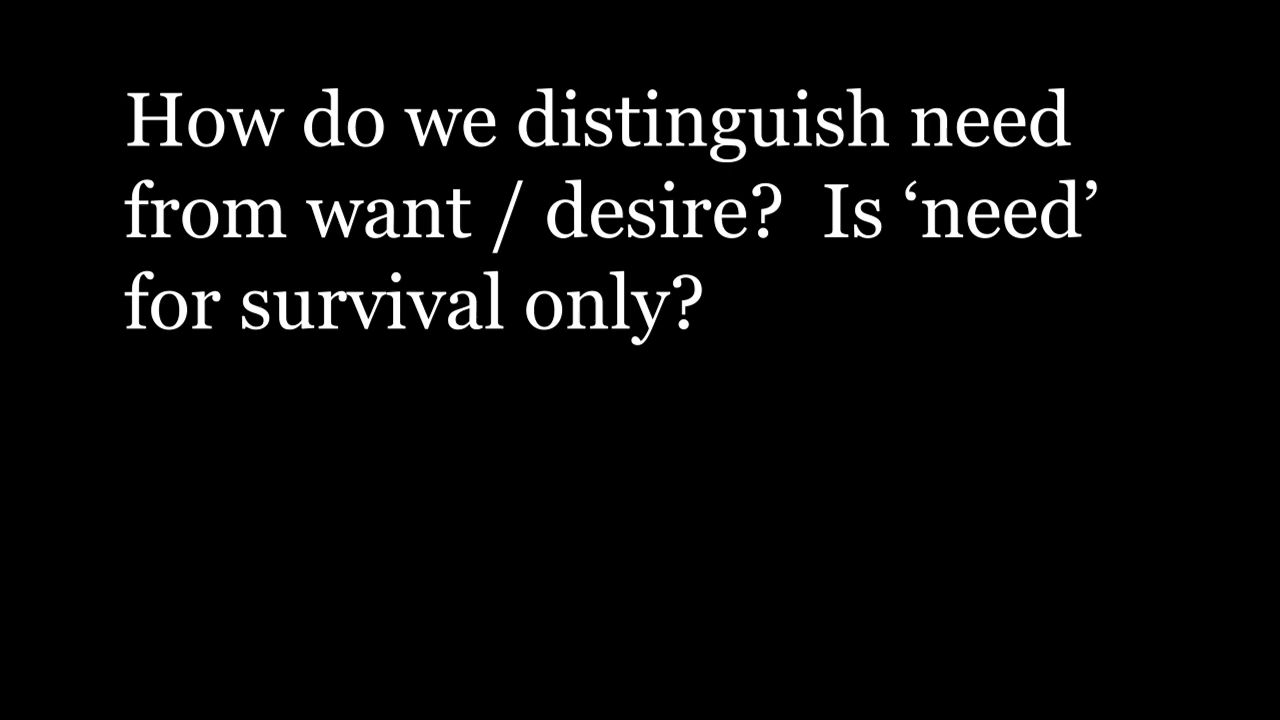 How do we distinguish need
from want / desire?  Is ‘need’
for survival only?